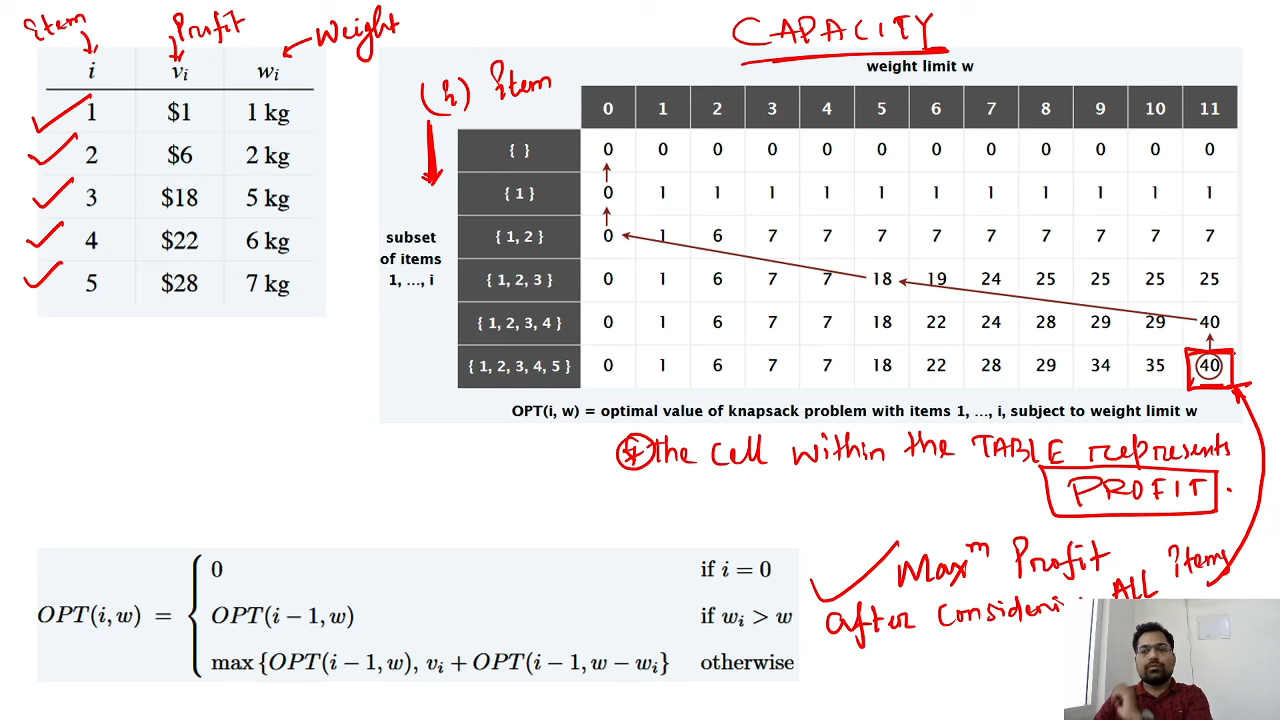 Item Profit Weight
i vi wi
1 $1 1 kg
2 $6 2 kg
3 $18 5 kg
4 $22 6 kg
5 $28 7 kg
CAPACITY
weight limit w
(i) item
0 1 2 3 4 5 6 7 8 9 10 11
{ } 0 0 0 0 0 0 0 0 0 0 0 0
{ 1 } 0 1 1 1 1 1 1 1 1 1 1 1
{ 1, 2 } 0 1 6 7 7 7 7 7 7 7 7 7
{ 1, 2, 3 } 0 1 6 7 7 18 19 24 25 25 25 25
{ 1, 2, 3, 4 } 0 1 6 7 7 18 22 24 28 29 29 40
{ 1, 2, 3, 4, 5 } 0 1 6 7 7 18 22 28 29 34 35 40
subset
of items
1, ..., i
OPT(i, w) = optimal value of knapsack problem with items 1, ..., i, subject to weight limit w
the cell within the TABLE represents
PROFIT.
OPT(i, w) =
0 if i = 0
OPT(i − 1, w) if wi > w
max {OPT(i − 1, w), vi + OPT(i − 1, w − wi} otherwise
Maxm Profit
after ALL items